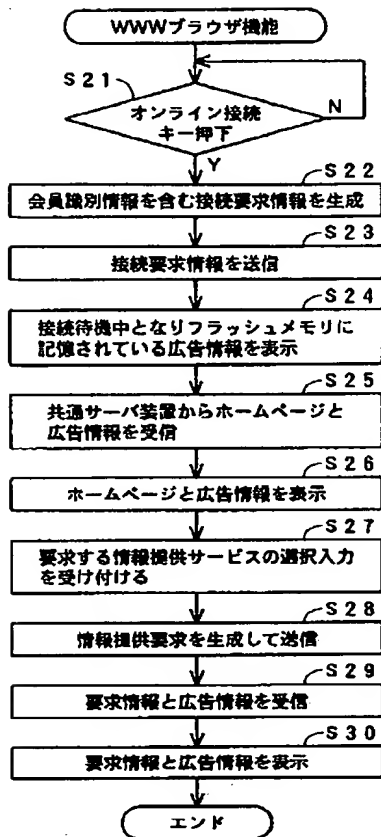 WWWブラウザ機能
S21
オンライン接続
キー押下
N
Y
S22
会員識別情報を含む接続要求情報を生成
S23
接続要求情報を送信
S24
接続待機中となりフラッシュメモリに
記憶されている広告情報を表示
S25
共通サーバ装置からホームページと
広告情報を受信
S26
ホームページと広告情報を表示
S27
要求する情報提供サービスの選択入力
を受け付ける
S28
情報提供要求を生成して送信
S29
要求情報と広告情報を受信
S30
要求情報と広告情報を表示
エンド